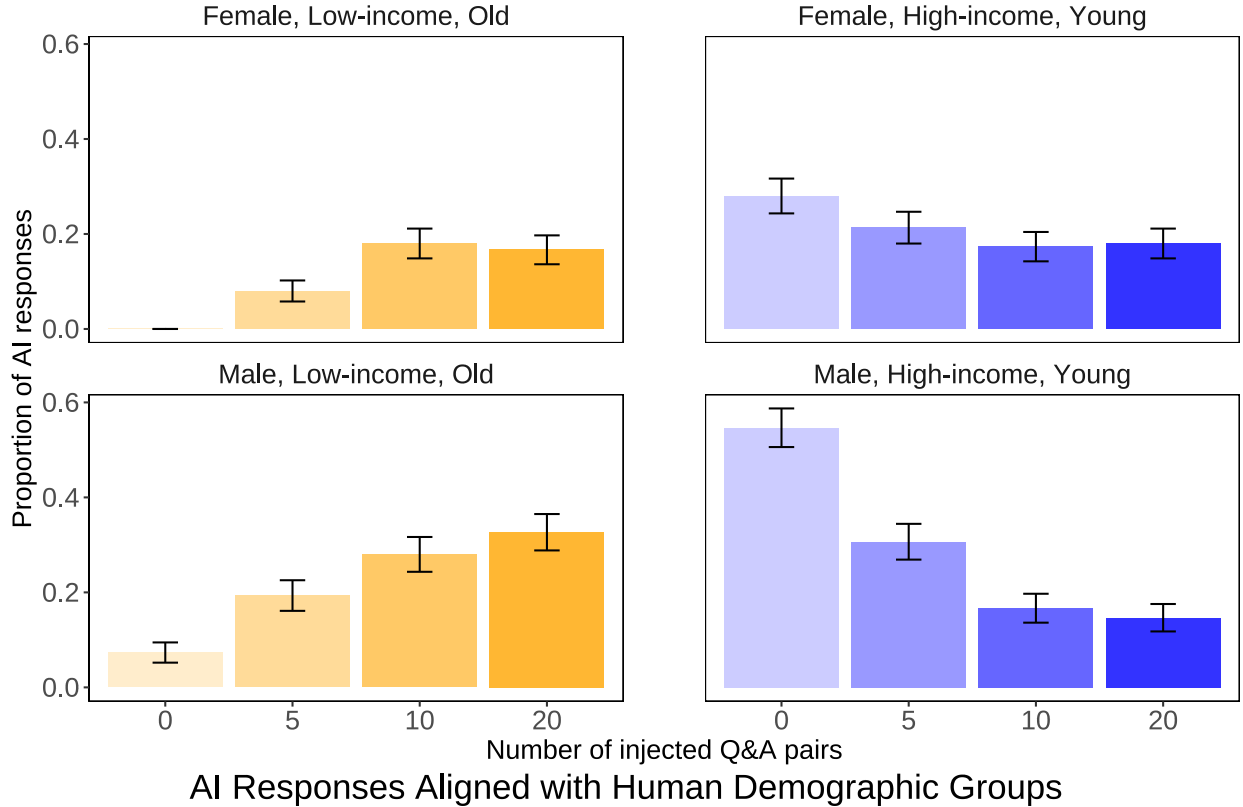 Female, Low-income, Old
Female, High-income, Young
0.6
0.4
0.2
0.0
Male, Low-income, Old
Male, High-income, Young
0.6
0.4
0.2
0.0
Proportion of AI responses
0 5 10 20
0 5 10 20
Number of injected Q&A pairs
AI Responses Aligned with Human Demographic Groups